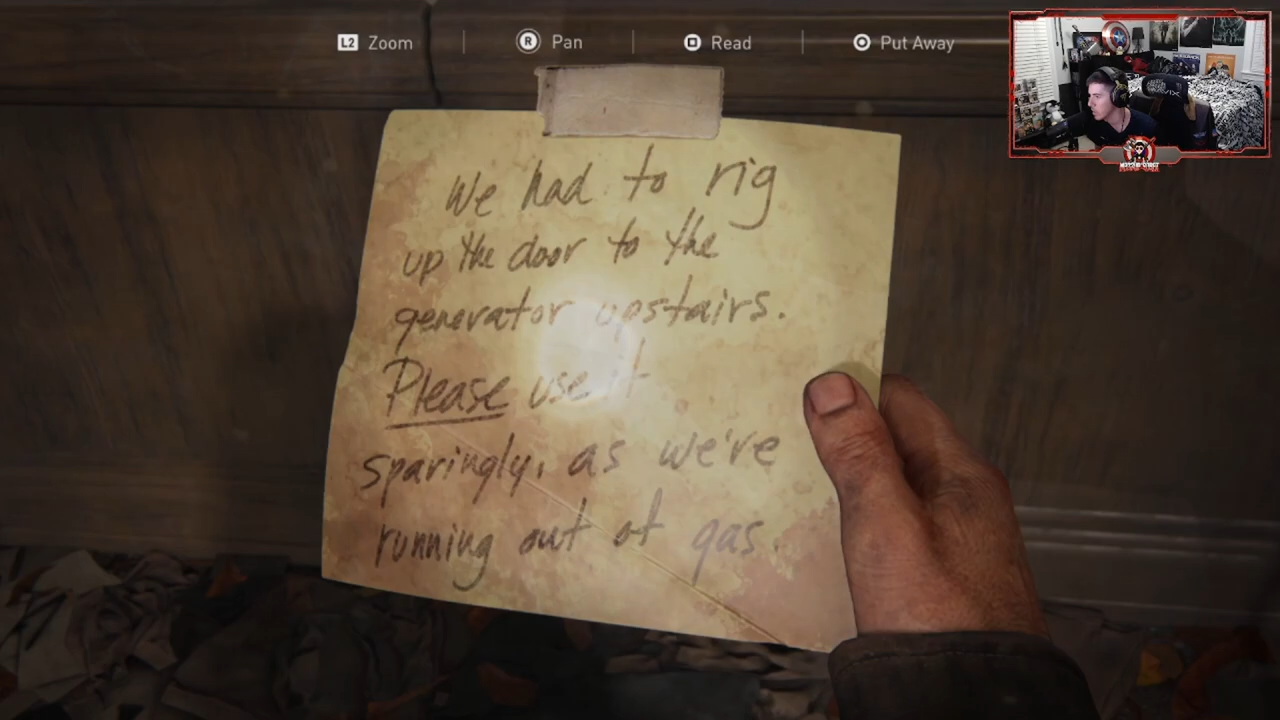 L2 Zoom R Pan Read Put Away
We had to rig
up the door to the
generator upstairs.
Please use it
sparingly, as we're
running out of gas.